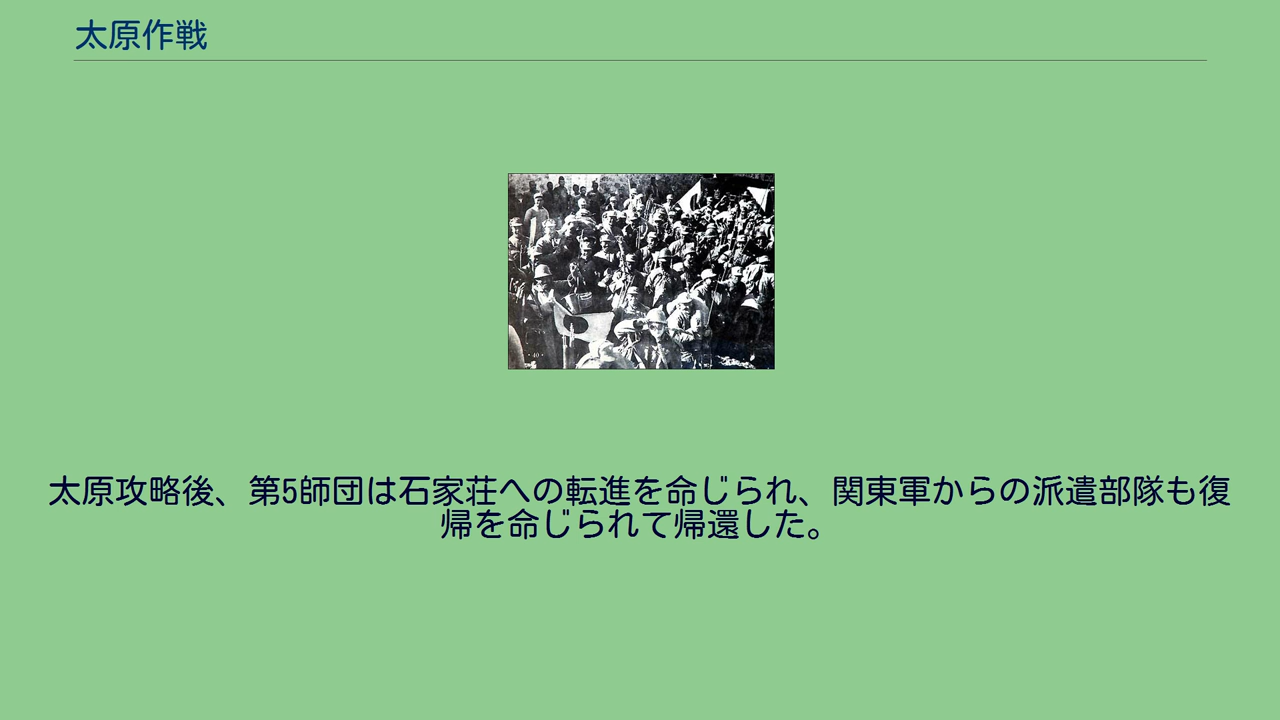 太原作戦
太原攻略後、第5師団は石家荘への転進を命じられ、関東軍からの派遣部隊も復
帰を命じられて帰還した。